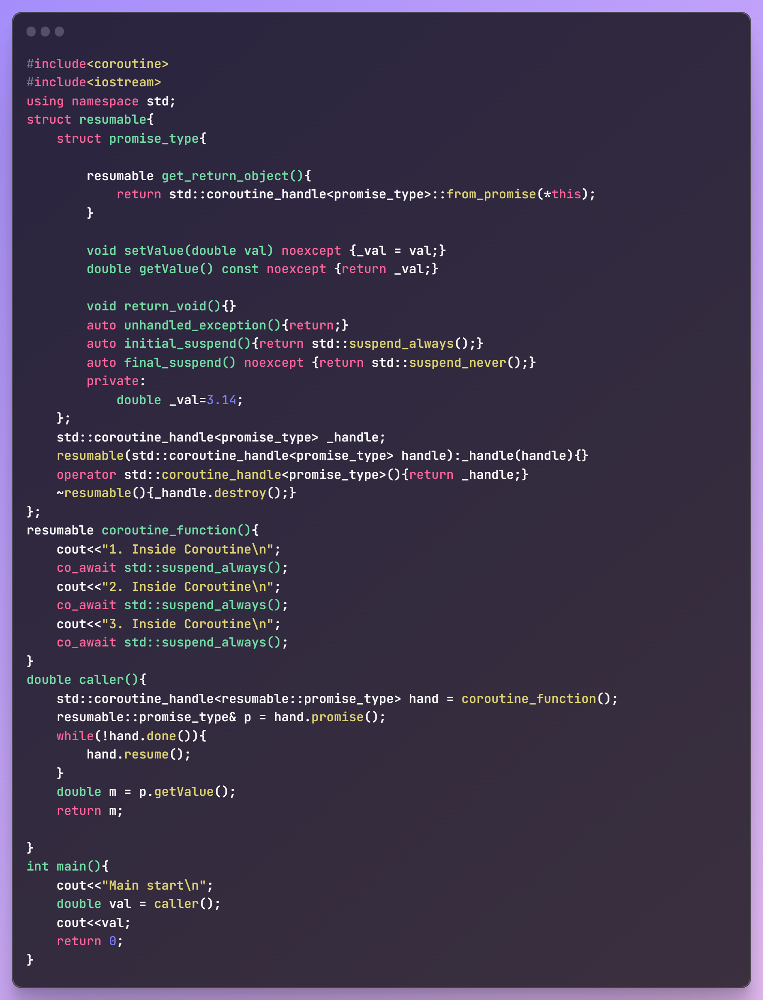 #include<coroutine>
#include<iostream>
using namespace std;
struct resumable{
    struct promise_type{

        resumable get_return_object(){
            return std::coroutine_handle<promise_type>::from_promise(*this);
        }

        void setValue(double val) noexcept {_val = val;}
        double getValue() const noexcept {return _val;}

        void return_void(){}
        auto unhandled_exception(){return;}
        auto initial_suspend(){return std::suspend_always();}
        auto final_suspend() noexcept {return std::suspend_never();}
        private:
            double _val=3.14;
    };
    std::coroutine_handle<promise_type> _handle;
    resumable(std::coroutine_handle<promise_type> handle):_handle(handle){}
    operator std::coroutine_handle<promise_type>(){return _handle;}
    ~resumable(){_handle.destroy();}
};
resumable coroutine_function(){
    cout<<"1. Inside Coroutine\n";
    co_await std::suspend_always();
    cout<<"2. Inside Coroutine\n";
    co_await std::suspend_always();
    cout<<"3. Inside Coroutine\n";
    co_await std::suspend_always();
}
double caller(){
    std::coroutine_handle<resumable::promise_type> hand = coroutine_function();
    resumable::promise_type& p = hand.promise();
    while(!hand.done()){
        hand.resume();
    }
    double m = p.getValue();
    return m;

}
int main(){
    cout<<"Main start\n";
    double val = caller();
    cout<<val;
    return 0;
}